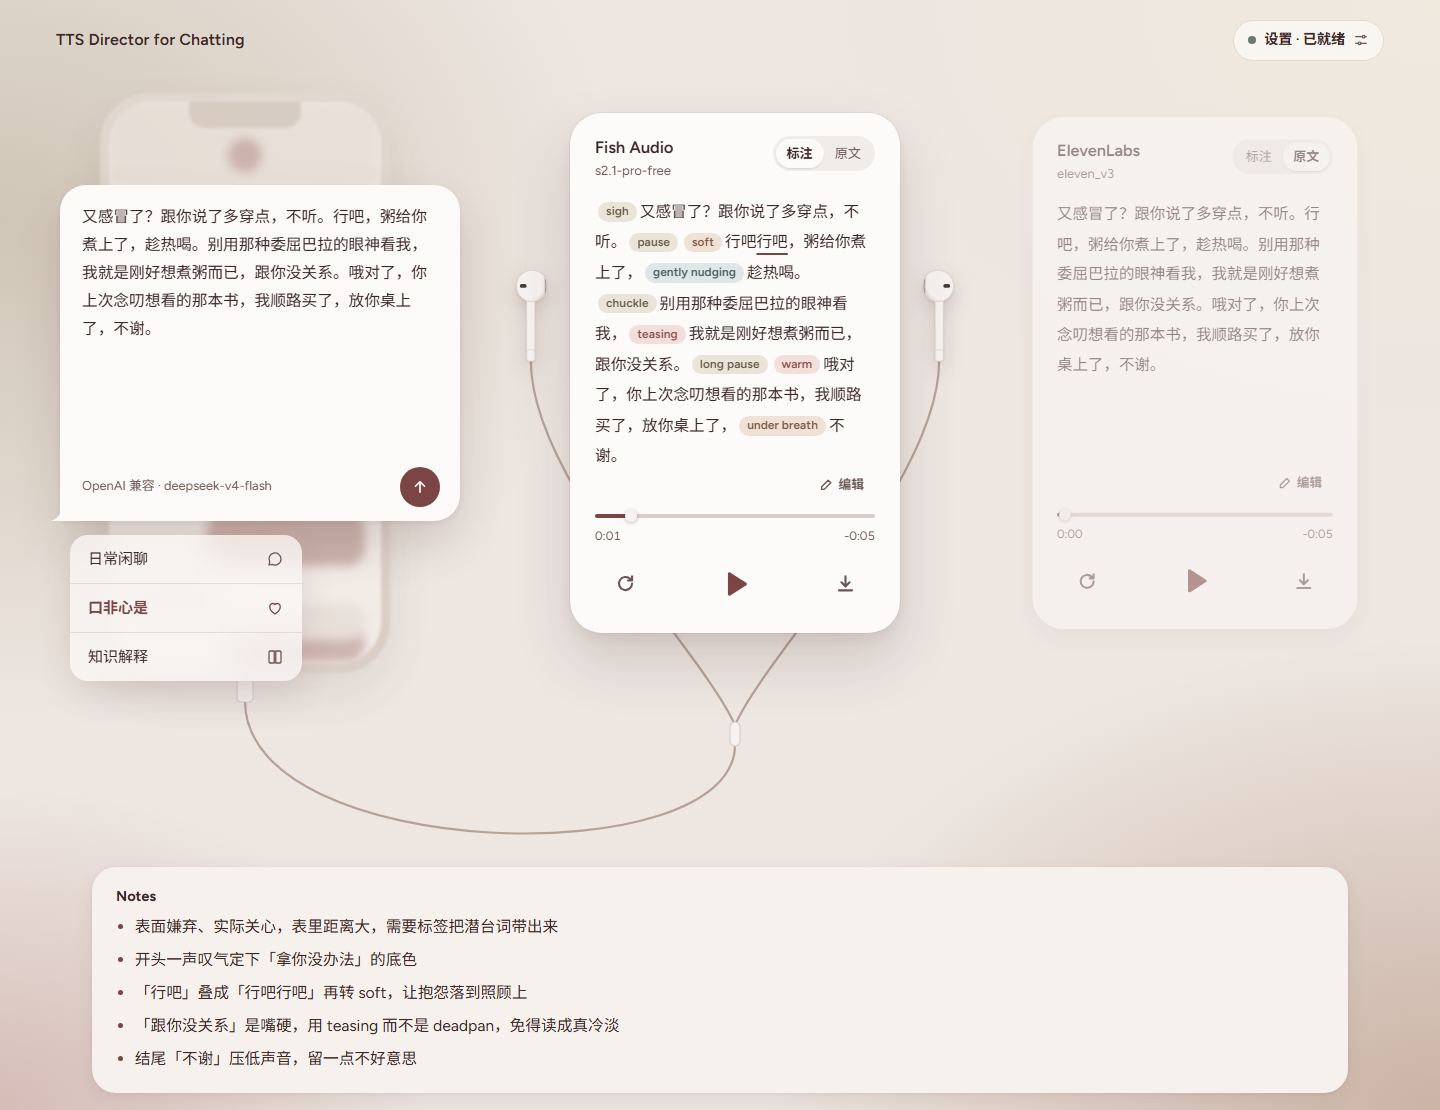 TTS Director for Chatting
设置 · 已就绪
又感冒了？跟你说了多穿点，不听。行吧，粥给你
煮上了，趁热喝。别用那种委屈巴拉的眼神看我，
我就是刚好想煮粥而已，跟你没关系。哦对了，你
上次念叨想看的那本书，我顺路买了，放你桌上
了，不谢。
OpenAI 兼容 · deepseek-v4-flash
日常闲聊
口非心是
知识解释
Fish Audio
s2.1-pro-free
标注 原文
sigh 又感冒了？跟你说了多穿点，不
听。 pause soft 行吧行吧，粥给你煮
上了， gently nudging 趁热喝。
chuckle 别用那种委屈巴拉的眼神看
我， teasing 我就是刚好想煮粥而已，
跟你没关系。 long pause warm 哦对
了，你上次念叨想看的那本书，我顺路
买了，放你桌上了， under breath 不
谢。
编辑
0:01 -0:05
ElevenLabs
eleven_v3
标注 原文
又感冒了？跟你说了多穿点，不听。行
吧，粥给你煮上了，趁热喝。别用那种
委屈巴拉的眼神看我，我就是刚好想煮
粥而已，跟你没关系。哦对了，你上次
念叨想看的那本书，我顺路买了，放你
桌上了，不谢。
编辑
0:00 -0:05
Notes
表面嫌弃、实际关心，表里距离大，需要标签把潜台词带出来
开头一声叹气定下「拿你没办法」的底色
「行吧」叠成「行吧行吧」再转 soft，让抱怨落到照顾上
「跟你没关系」是嘴硬，用 teasing 而不是 deadpan，免得读成真冷淡
结尾「不谢」压低声音，留一点不好意思